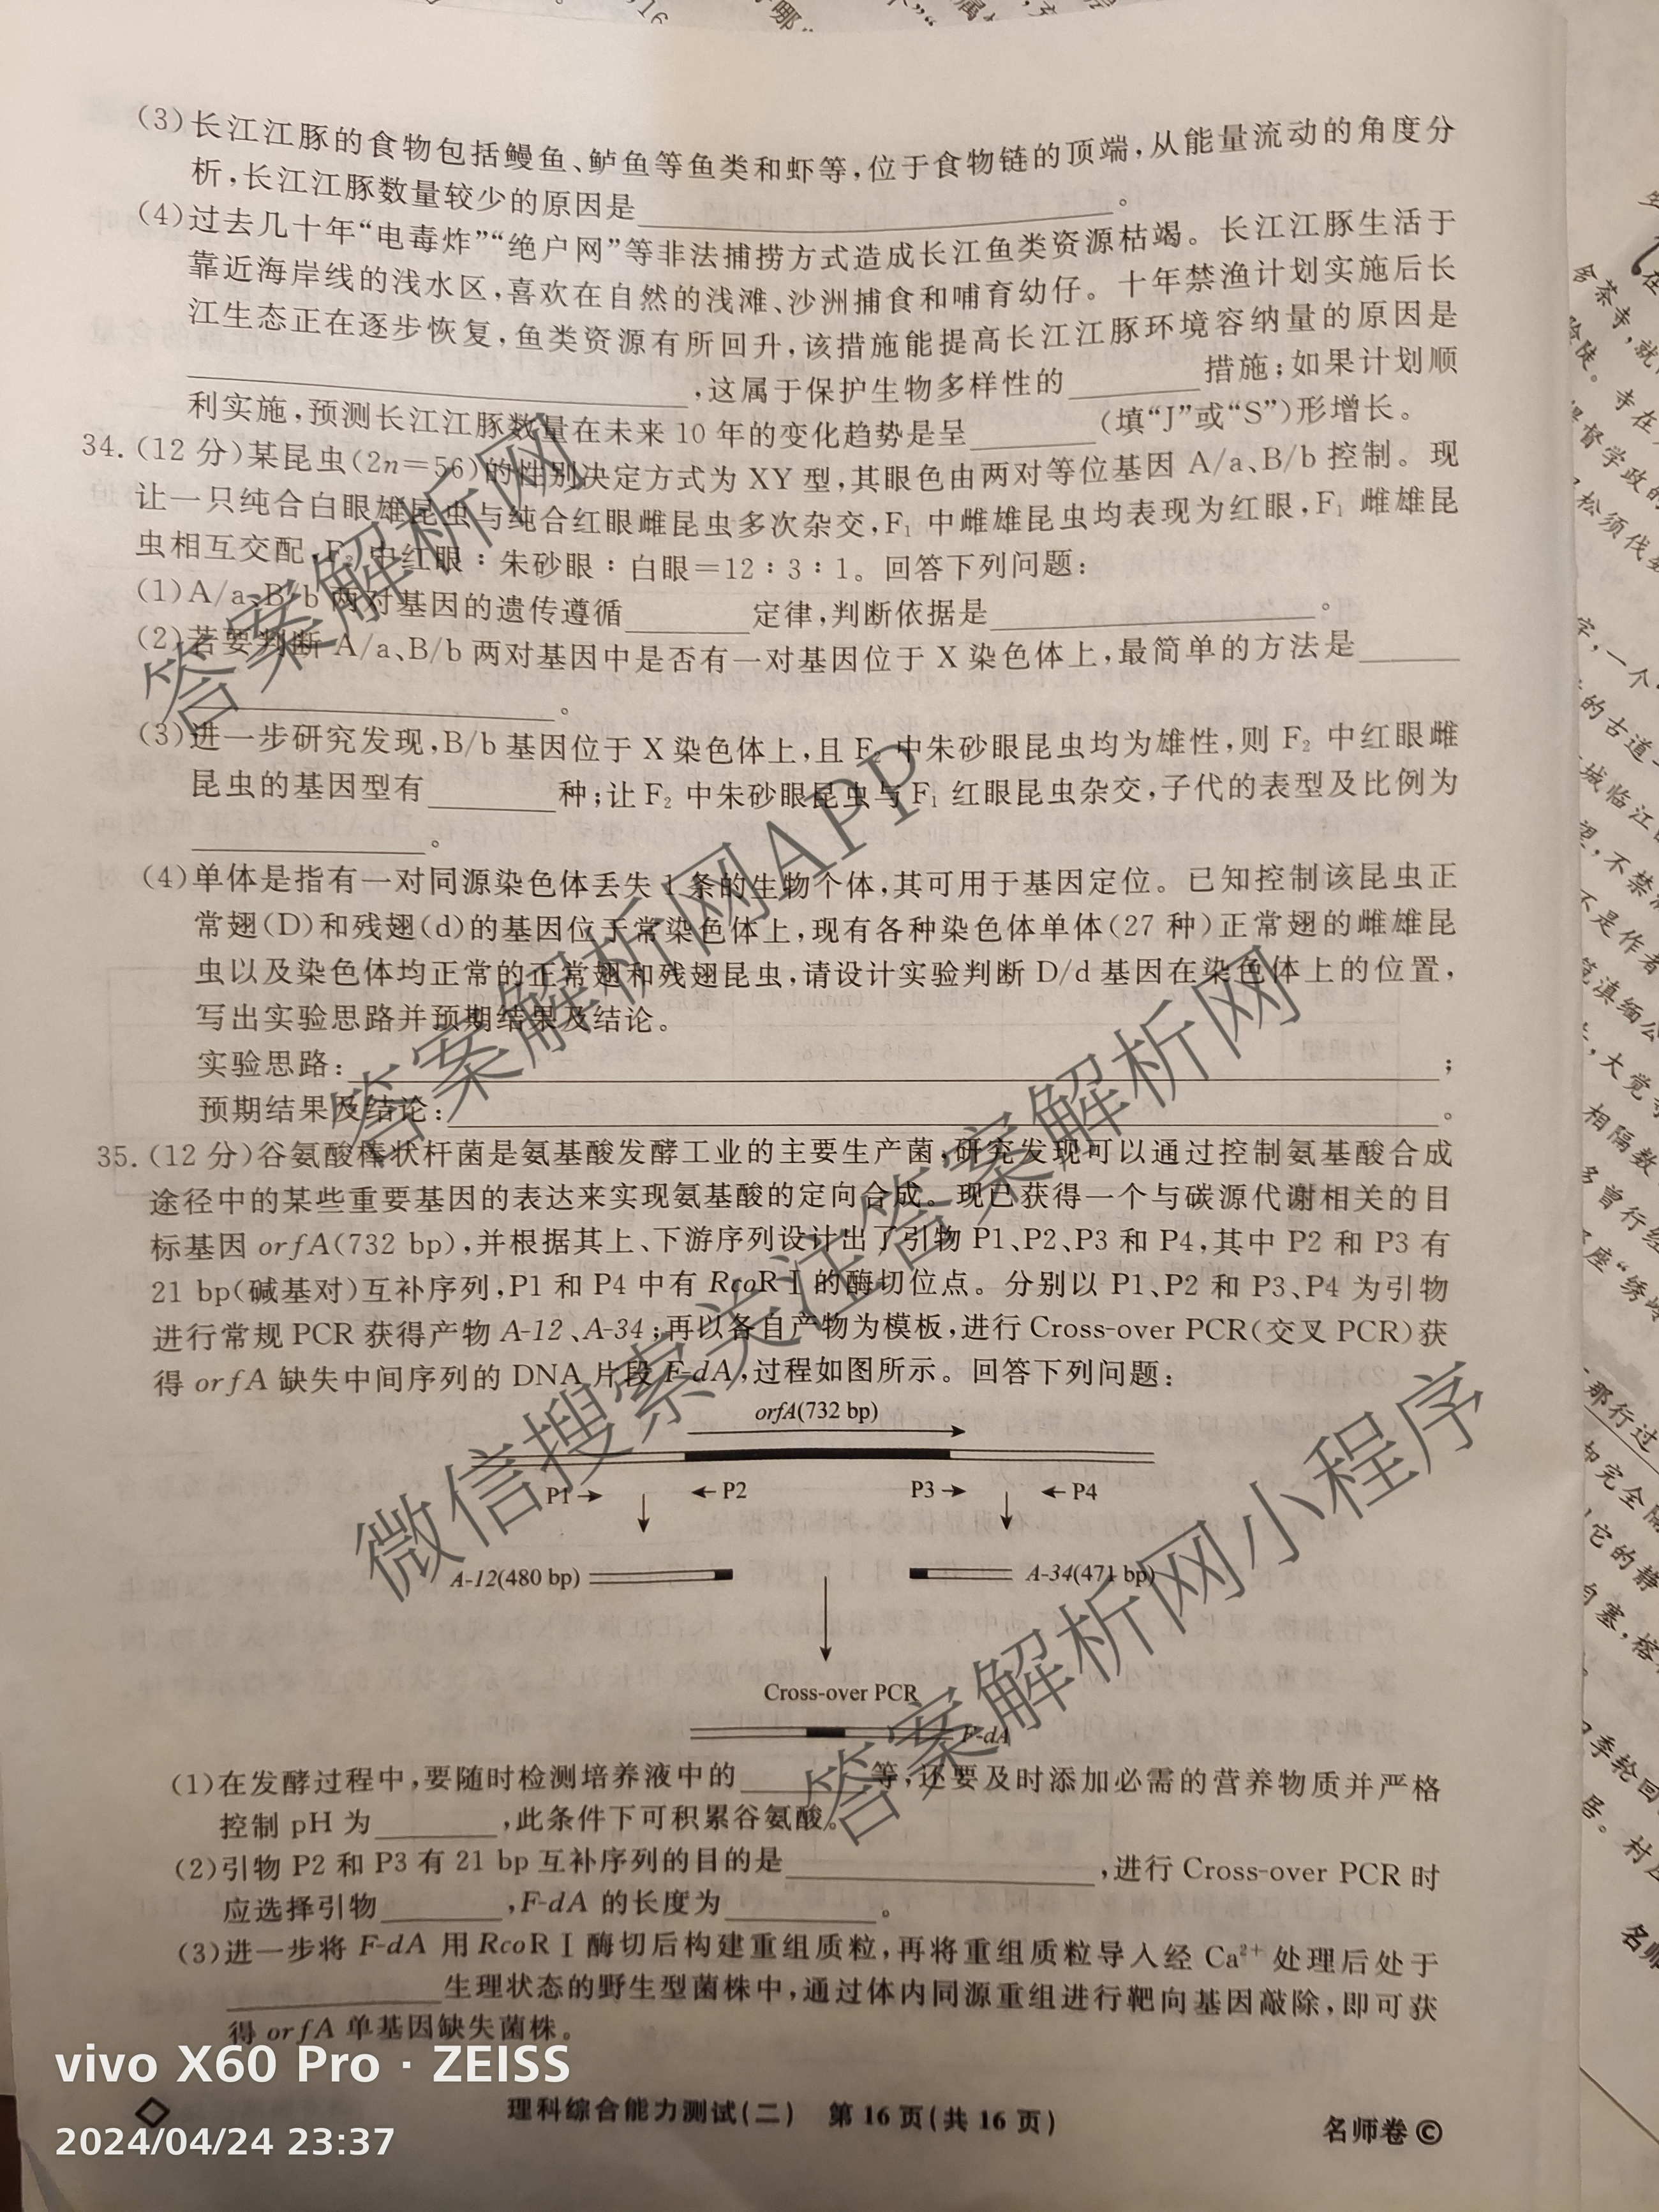 (3)长江江豚的食物包括鳗鱼、鲈鱼等鱼类和虾等,位于食物链的顶端,从能量流动的角度分
析,长江江豚数量较少的原因是________。
(4)过去几十年“电毒炸”“绝户网”等非法捕捞方式造成长江鱼类资源枯竭。长江江豚生活于
靠近海岸线的浅水区,喜欢在自然的浅滩、沙洲捕食和哺育幼仔。十年禁渔计划实施后长
江生态正在逐步恢复,鱼类资源有所回升,该措施能提高长江江豚环境容纳量的原因是
________,这属于保护生物多样性的________措施;如果计划顺
利实施,预测长江江豚数量在未来10年的变化趋势是呈________(填“J”或“S”)形增长。
34.(12分)某昆虫(2n=56)的性别决定方式为XY型,其眼色由两对等位基因A/a、B/b控制。现
让一只纯合白眼雄昆虫与纯合红眼雌昆虫多次杂交,F₁中雌雄昆虫均表现为红眼,F₁雌雄昆
虫相互交配,F₂中红眼:朱砂眼:白眼=12:3:1。回答下列问题:
(1)A/a、B/b两对基因的遗传遵循________定律,判断依据是________。
(2)若要判断A/a、B/b两对基因中是否有一对基因位于X染色体上,最简单的方法是____
________。
(3)进一步研究发现,B/b基因位于X染色体上,且F₂中朱砂眼昆虫均为雄性,则F₂中红眼雌
昆虫的基因型有________种;让F₂中朱砂眼昆虫与F₁红眼昆虫杂交,子代的表型及比例为
________。
(4)单体是指有一对同源染色体丢失1条的生物个体,其可用于基因定位。已知控制该昆虫正
常翅(D)和残翅(d)的基因位于常染色体上,现有各种染色体单体(27种)正常翅的雌雄昆
虫以及染色体均正常的正常翅和残翅昆虫,请设计实验判断D/d基因在染色体上的位置,
写出实验思路并预期结果及结论。
实验思路:________;
预期结果及结论:________。
35.(12分)谷氨酸棒状杆菌是氨基酸发酵工业的主要生产菌,研究发现可以通过控制氨基酸合成
途径中的某些重要基因的表达来实现氨基酸的定向合成。现已获得一个与碳源代谢相关的目
标基因orfA(732 bp),并根据其上、下游序列设计出了引物P1、P2、P3和P4,其中P2和P3有
21 bp(碱基对)互补序列,P1和P4中有RcoRⅠ的酶切位点。分别以P1、P2和P3、P4为引物
进行常规PCR获得产物A-12、A-34;再以各自产物为模板,进行Cross-over PCR(交叉PCR)获
得orfA缺失中间序列的DNA片段F-dA,过程如图所示。回答下列问题:
orfA(732 bp)
P1→ ←P2 P3→ ←P4
A-12(480 bp) A-34(471 bp)
Cross-over PCR
F-dA
(1)在发酵过程中,要随时检测培养液中的________等,还要及时添加必需的营养物质并严格
控制pH为________,此条件下可积累谷氨酸。
(2)引物P2和P3有21 bp互补序列的目的是________,进行Cross-over PCR时
应选择引物________,F-dA的长度为________。
(3)进一步将F-dA用RcoRⅠ酶切后构建重组质粒,再将重组质粒导入经Ca²⁺处理后处于
________生理状态的野生型菌株中,通过体内同源重组进行靶向基因敲除,即可获
得orfA单基因缺失菌株。
理科综合能力测试(二) 第16页(共16页)
名师卷©
答案解析网
答案解析网APP
微信搜索关注答案解析网
答案解析网小程序
vivo X60 Pro · ZEISS
2024/04/24 23:37